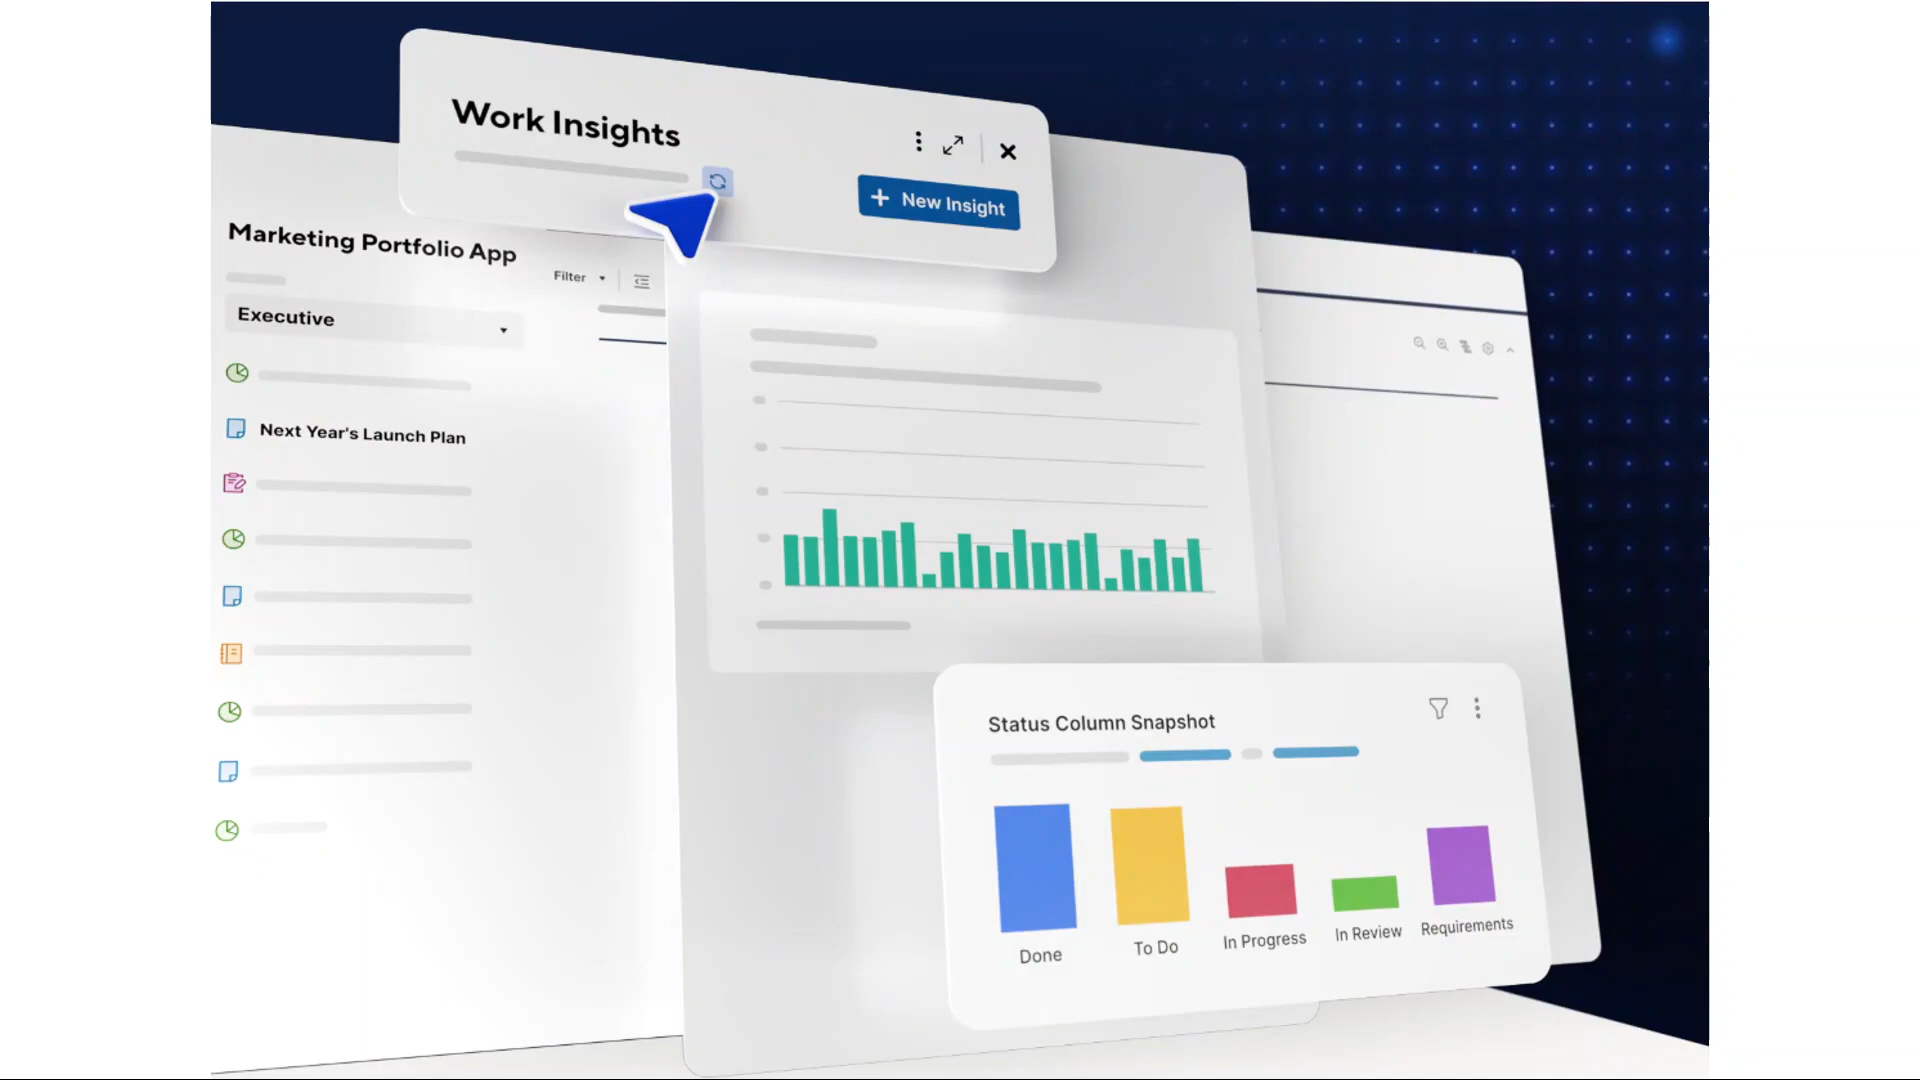 Work Insights
+ New Insight
Marketing Portfolio App
Filter
Executive
Next Year's Launch Plan
Status Column Snapshot
Done
To Do
In Progress
In Review
Requirements